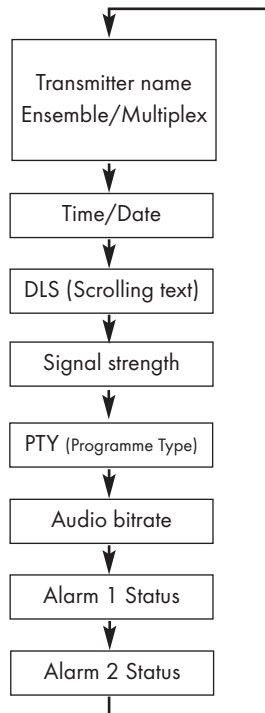 Transmitter name
Ensemble/Multiplex
Time/Date
DLS (Scrolling text)
Signal strength
PTY (Programme Type)
Audio bitrate
Alarm 1 Status
Alarm 2 Status